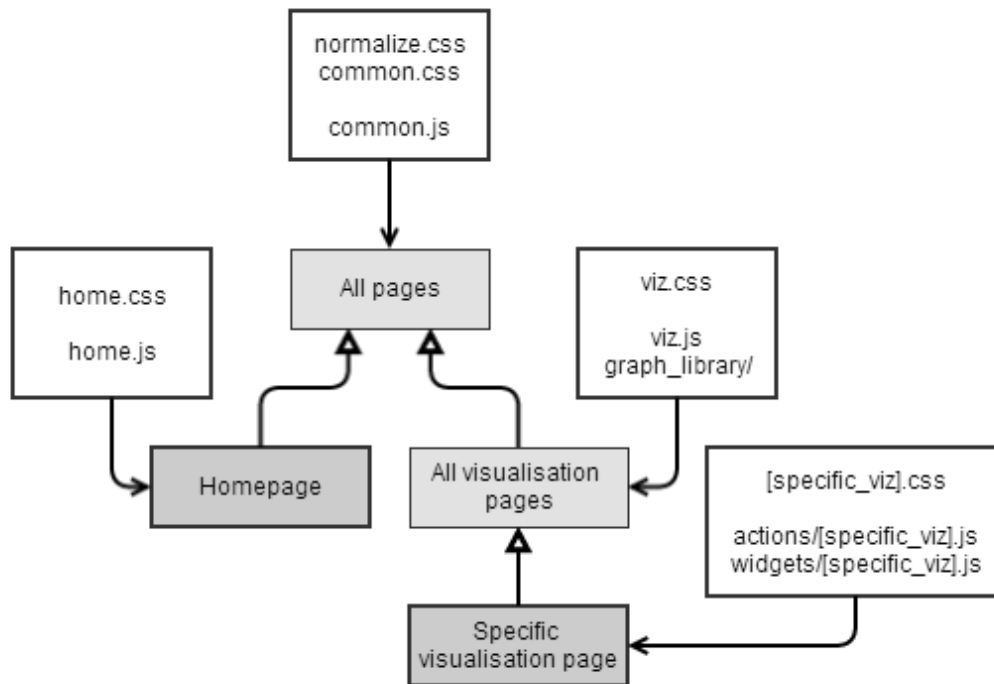 normalize.css
common.css
common.js
All pages
home.css
home.js
viz.css
viz.js
graph_library/
Homepage
All visualisation
pages
[specific_viz].css
actions/[specific_viz].js
widgets/[specific_viz].js
Specific
visualisation page